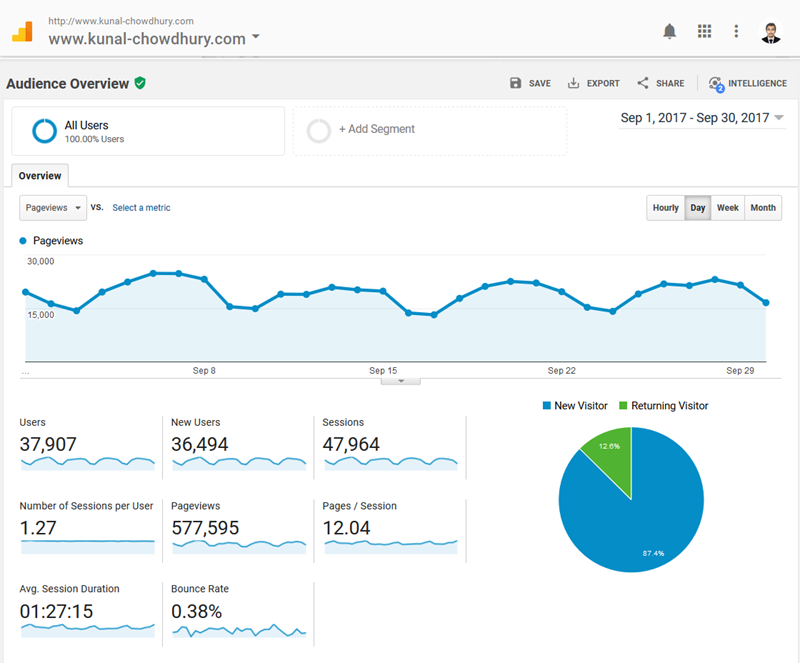 http://www.kunal-chowdhury.com
www.kunal-chowdhury.com
Audience Overview
SAVE
EXPORT
SHARE
2
INTELLIGENCE
All Users
100.00% Users
+ Add Segment
Sep 1, 2017 - Sep 30, 2017
Overview
Pageviews
VS.
Select a metric
Hourly
Day
Week
Month
Pageviews
30,000
15,000
...
Sep 8
Sep 15
Sep 22
Sep 29
Users
37,907
New Users
36,494
Sessions
47,964
Number of Sessions per User
1.27
Pageviews
577,595
Pages / Session
12.04
Avg. Session Duration
01:27:15
Bounce Rate
0.38%
New Visitor
Returning Visitor
12.6%
87.4%